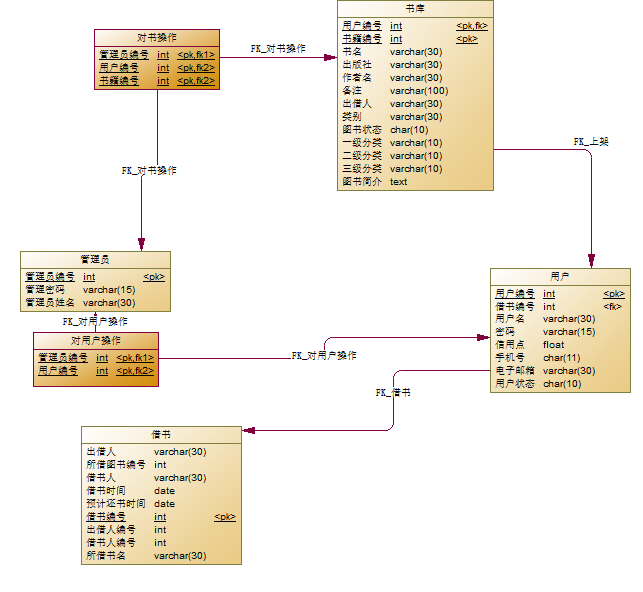 对书操作
管理员编号 int <pk,fk1>
用户编号 int <pk,fk2>
书籍编号 int <pk,fk2>
FK_对书操作
书库
用户编号 int <pk,fk>
书籍编号 int <pk>
书名 varchar(30)
出版社 varchar(30)
作者名 varchar(30)
备注 varchar(100)
出借人 varchar(30)
类别 varchar(30)
图书状态 char(10)
一级分类 varchar(10)
二级分类 varchar(10)
三级分类 varchar(10)
图书简介 text
FK_上架
FK_对书操作
管理员
管理员编号 int <pk>
管理密码 varchar(15)
管理员姓名 varchar(30)
FK_对用户操作
对用户操作
管理员编号 int <pk,fk1>
用户编号 int <pk,fk2>
FK_对用户操作
用户
用户编号 int <pk>
借书编号 int <fk>
用户名 varchar(30)
密码 varchar(15)
信用点 float
手机号 char(11)
电子邮箱 varchar(30)
用户状态 char(10)
FK_借书
借书
出借人 varchar(30)
所借图书编号 int
借书人 varchar(30)
借书时间 date
预计还书时间 date
借书编号 int <pk>
出借人编号 int
借书人编号 int
所借书名 varchar(30)